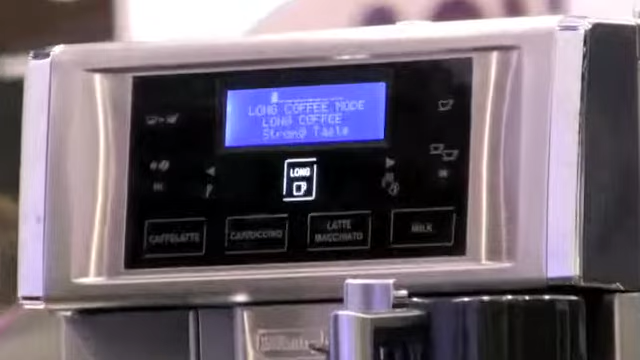 LONG COFFEE MODE
LONG COFFEE
Strong Taste
LONG
CAFFELATTE
CAPPUCCINO
LATTE
MACCHIATO
MILK